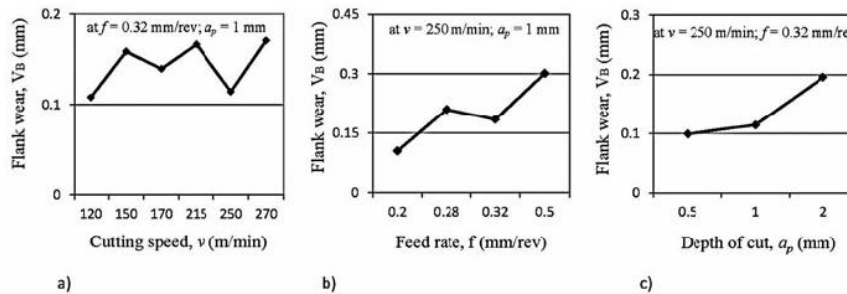 at f = 0.32 mm/rev; ap = 1 mm
Flank wear, VB (mm)
0.2
0.1
0
120 150 170 215 250 270
Cutting speed, v (m/min)
a)
at v = 250 m/min; ap = 1 mm
Flank wear, VB (mm)
0.45
0.3
0.15
0
0.2 0.28 0.32 0.5
Feed rate, f (mm/rev)
b)
at v = 250 m/min; f = 0.32 mm/re
Flank wear, VB (mm)
0.3
0.2
0.1
0
0.5 1 2
Depth of cut, ap (mm)
c)